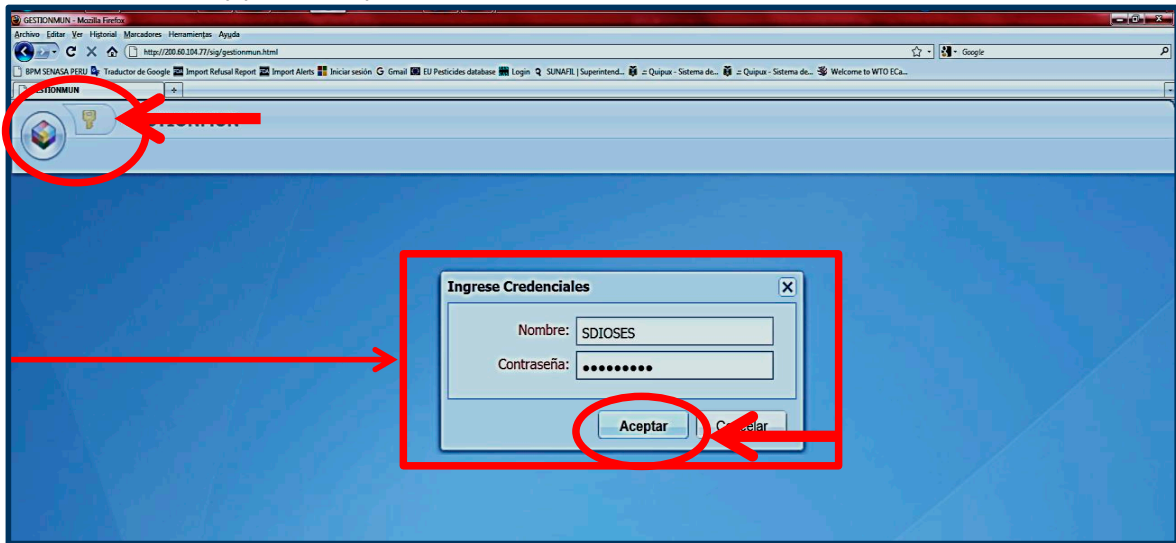 GESTIONMUN - Mozilla Firefox
Archivo Editar Ver Historial Marcadores Herramientas Ayuda
http://200.60.104.77/sig/gestionmun.html
Google
BPM SENASA PERU Traductor de Google Import Refusal Report Import Alerts Iniciar sesión Gmail EU Pesticides database Login SUNAFIL | Superintend... .:: Quipux - Sistema de... .:: Quipux - Sistema de... Welcome to WTO ECa...
GESTIONMUN
Ingrese Credenciales
Nombre: SDIOSES
Contraseña: •••••••••
Aceptar Cancelar